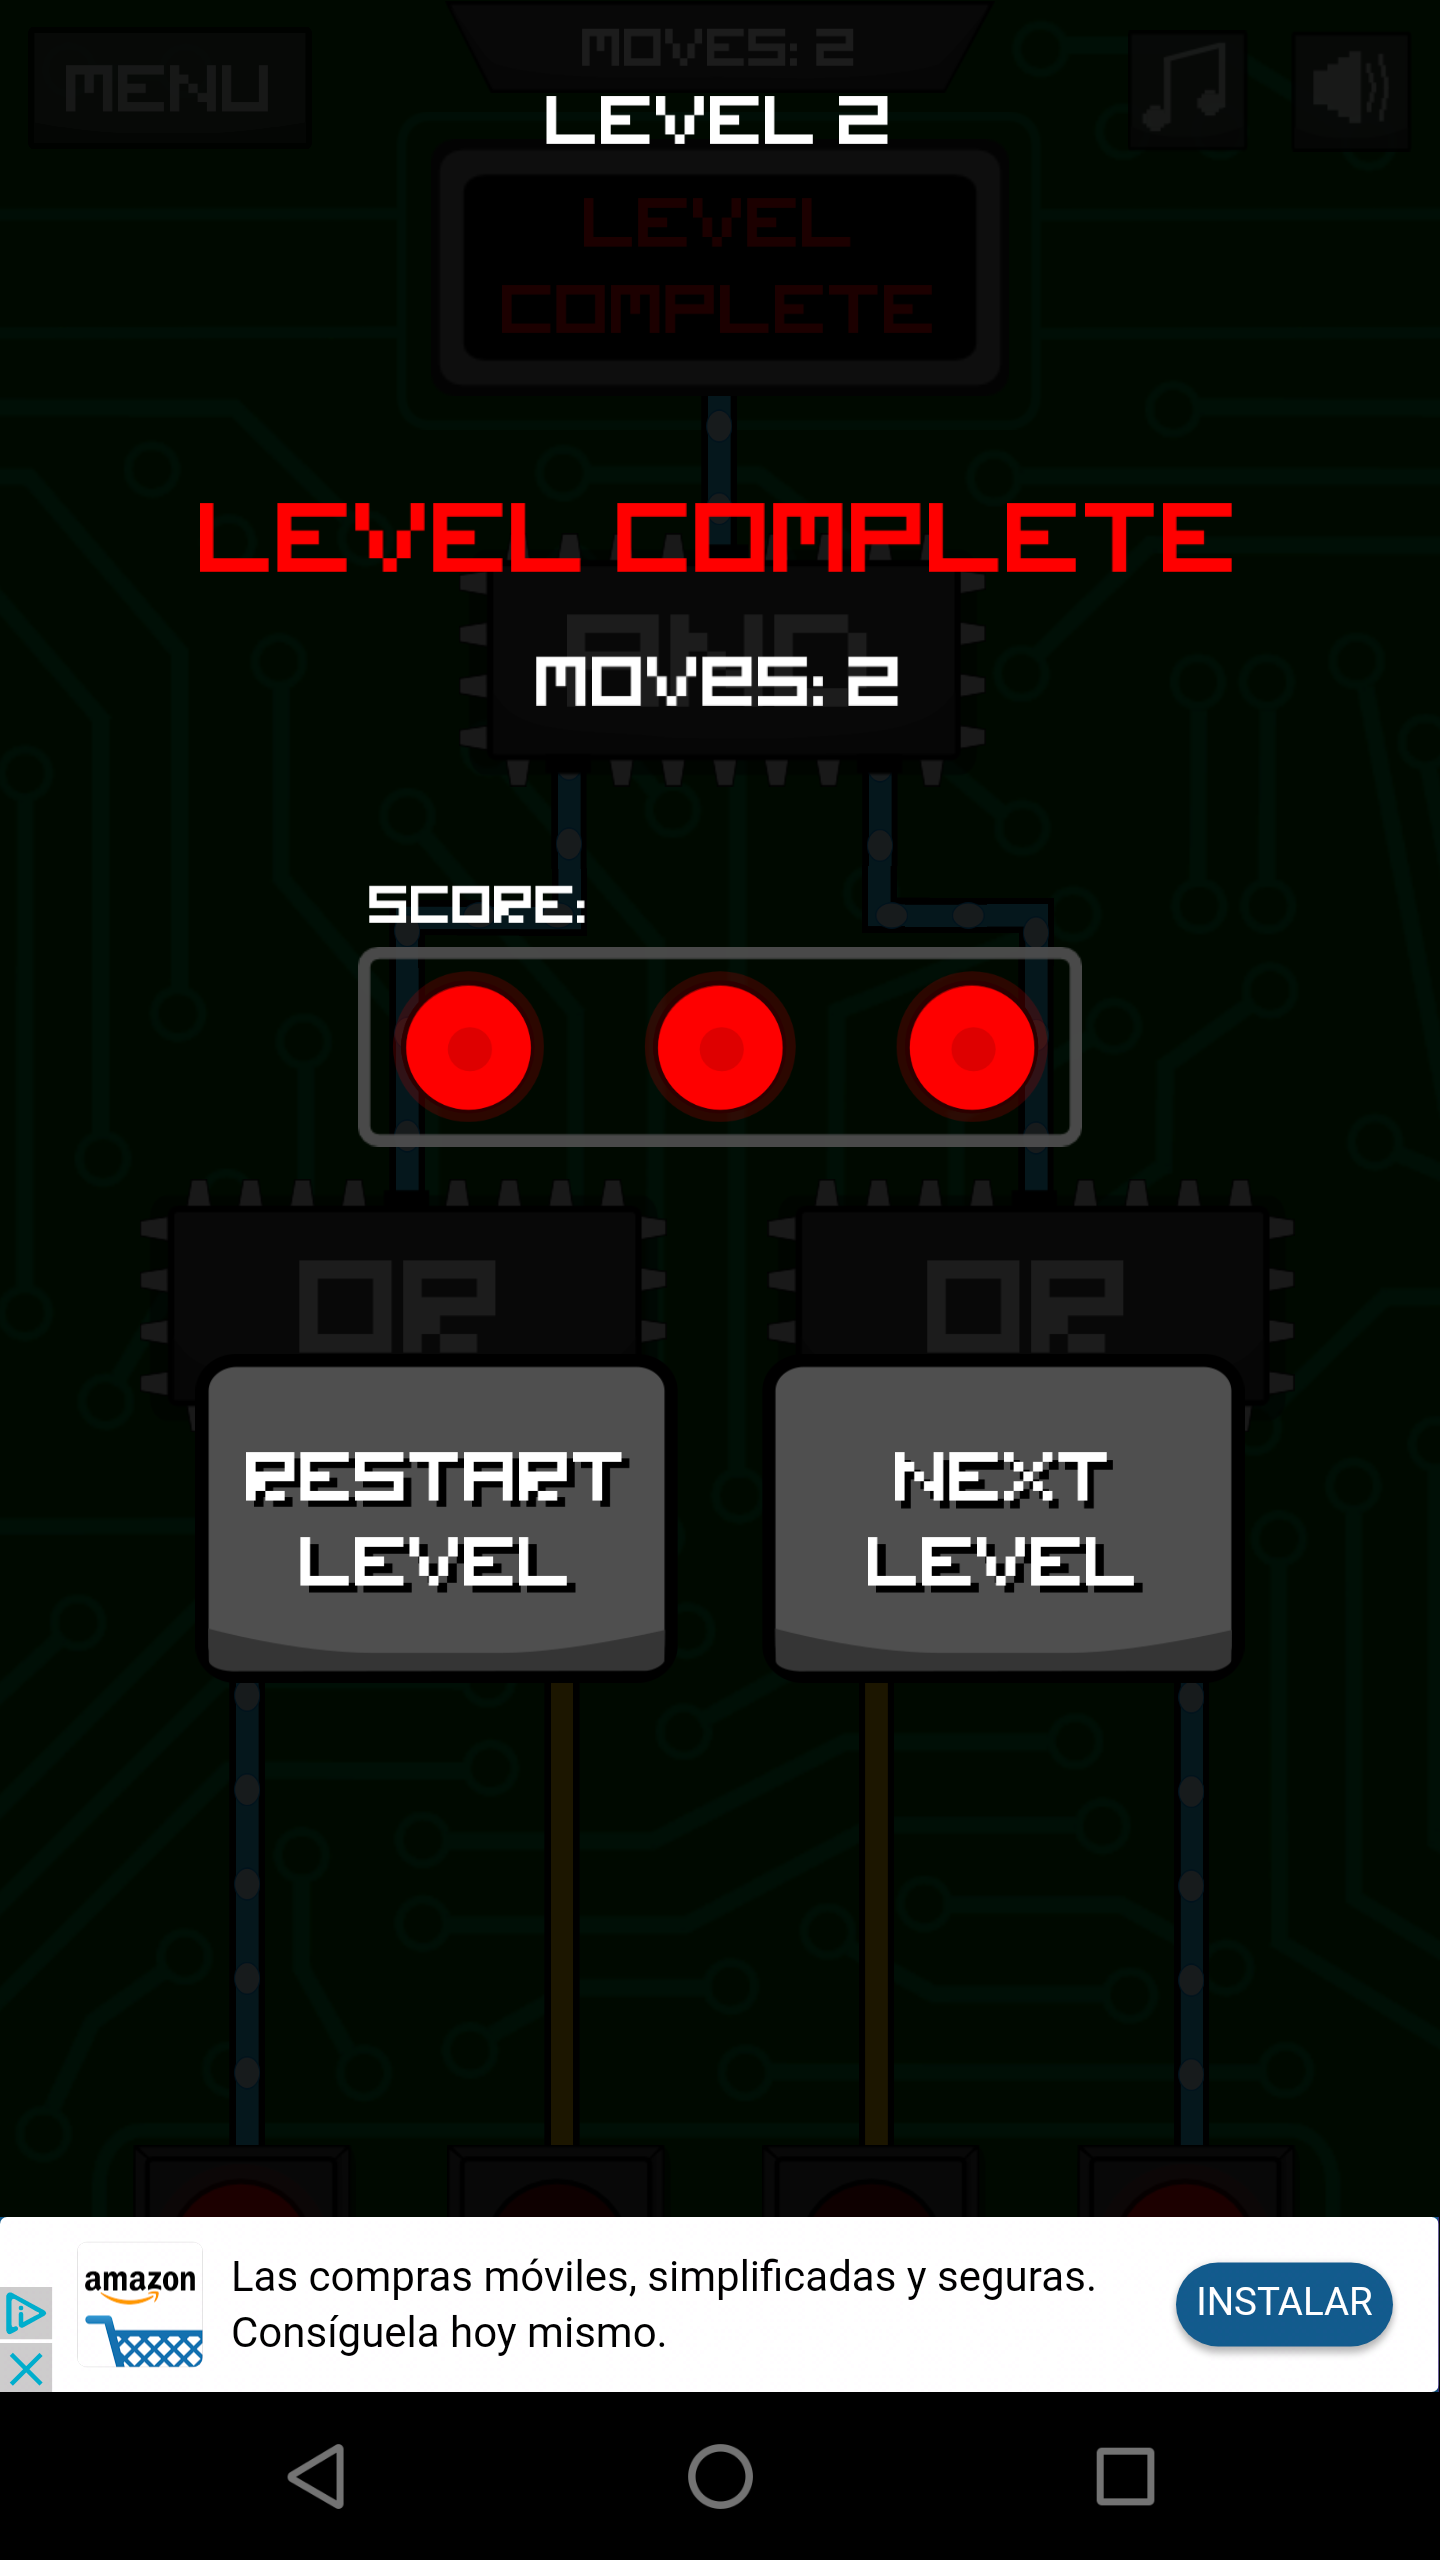 MENU
MOVES: 2
LEVEL 2
LEVEL
COMPLETE
LEVEL COMPLETE
AND
MOVES: 2
SCORE:
OR
OR
RESTART
LEVEL
NEXT
LEVEL
amazon
Las compras móviles, simplificadas y seguras.
Consíguela hoy mismo.
INSTALAR